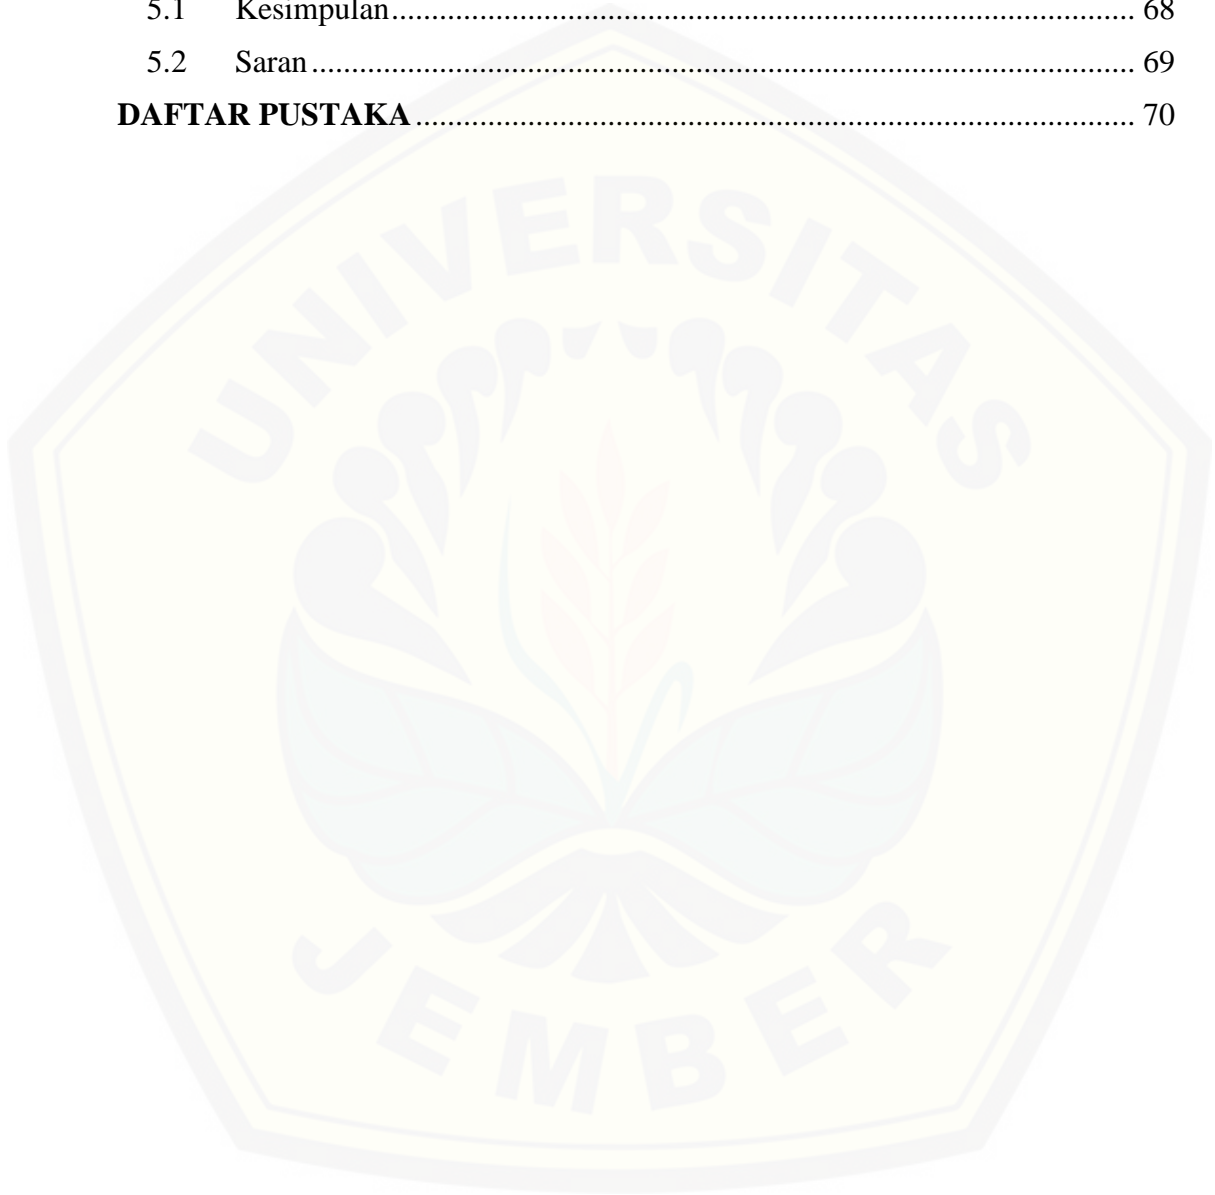 5.1 Kesimpulan........................................................................................... 68
5.2 Saran..................................................................................................... 69
DAFTAR PUSTAKA......................................................................................... 70
UNIVERSITAS
JEMBER